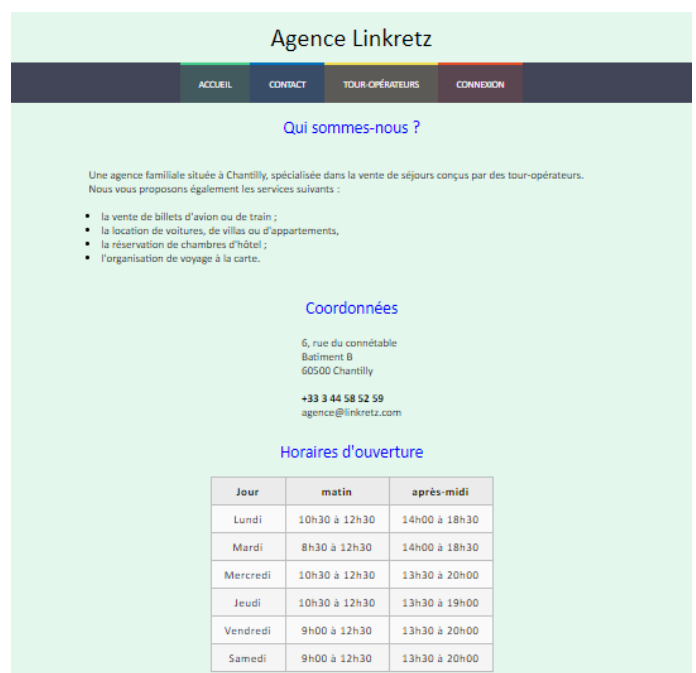 Agence Linkretz
ACCUEIL CONTACT TOUR-OPÉRATEURS CONNEXION
Qui sommes-nous ?
Une agence familiale située à Chantilly, spécialisée dans la vente de séjours conçus par des tour-opérateurs.
Nous vous proposons également les services suivants :
• la vente de billets d'avion ou de train ;
• la location de voitures, de villas ou d'appartements,
• la réservation de chambres d'hôtel ;
• l'organisation de voyage à la carte.
Coordonnées
6, rue du connétable
Batiment B
60500 Chantilly
+33 3 44 58 52 59
agence@linkretz.com
Horaires d'ouverture
Jour matin après-midi
Lundi 10h30 à 12h30 14h00 à 18h30
Mardi 8h30 à 12h30 14h00 à 18h30
Mercredi 10h30 à 12h30 13h30 à 20h00
Jeudi 10h30 à 12h30 13h30 à 19h00
Vendredi 9h00 à 12h30 13h30 à 20h00
Samedi 9h00 à 12h30 13h30 à 20h00